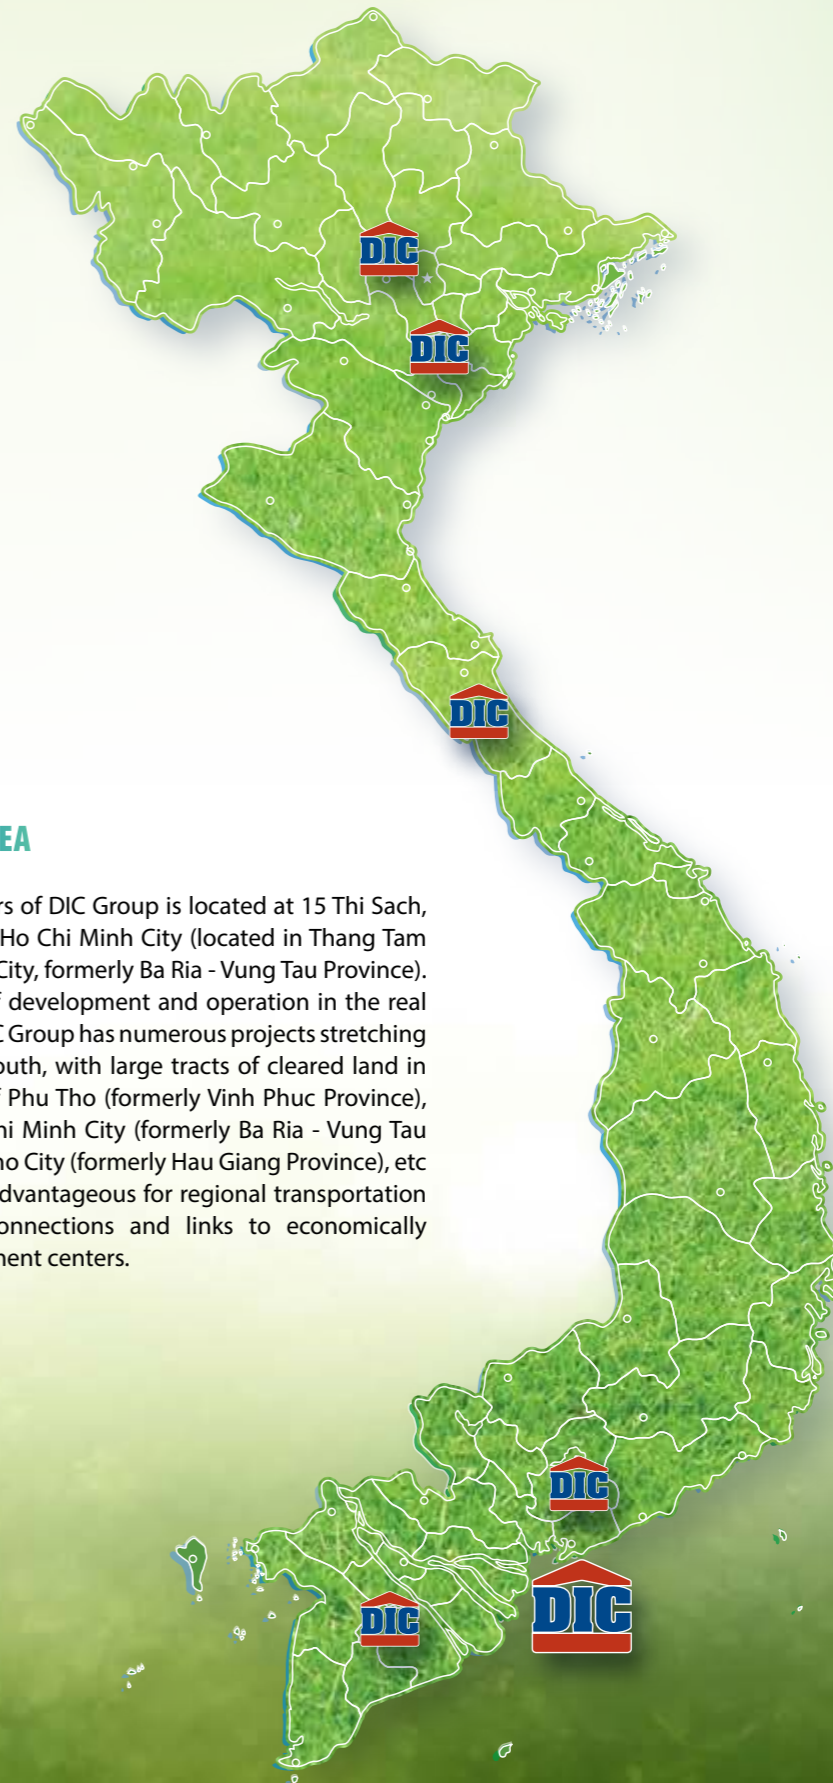 DIC
DIC
DIC
EA
rs of DIC Group is located at 15 Thi Sach,
Ho Chi Minh City (located in Thang Tam
City, formerly Ba Ria - Vung Tau Province).
f development and operation in the real
C Group has numerous projects stretching
outh, with large tracts of cleared land in
f Phu Tho (formerly Vinh Phuc Province),
hi Minh City (formerly Ba Ria - Vung Tau
ho City (formerly Hau Giang Province), etc
dvantageous for regional transportation
onnections and links to economically
ment centers.
DIC
DIC
DIC